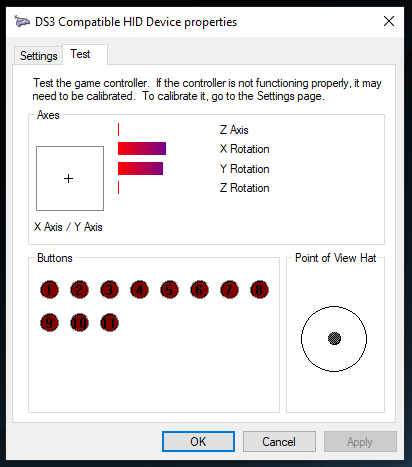 DS3 Compatible HID Device properties
Settings Test
Test the game controller. If the controller is not functioning properly, it may
need to be calibrated. To calibrate it, go to the Settings page.
Axes
Z Axis
X Rotation
Y Rotation
Z Rotation
X Axis / Y Axis
Buttons
1 2 3 4 5 6 7 8
9 10 11
Point of View Hat
OK Cancel Apply